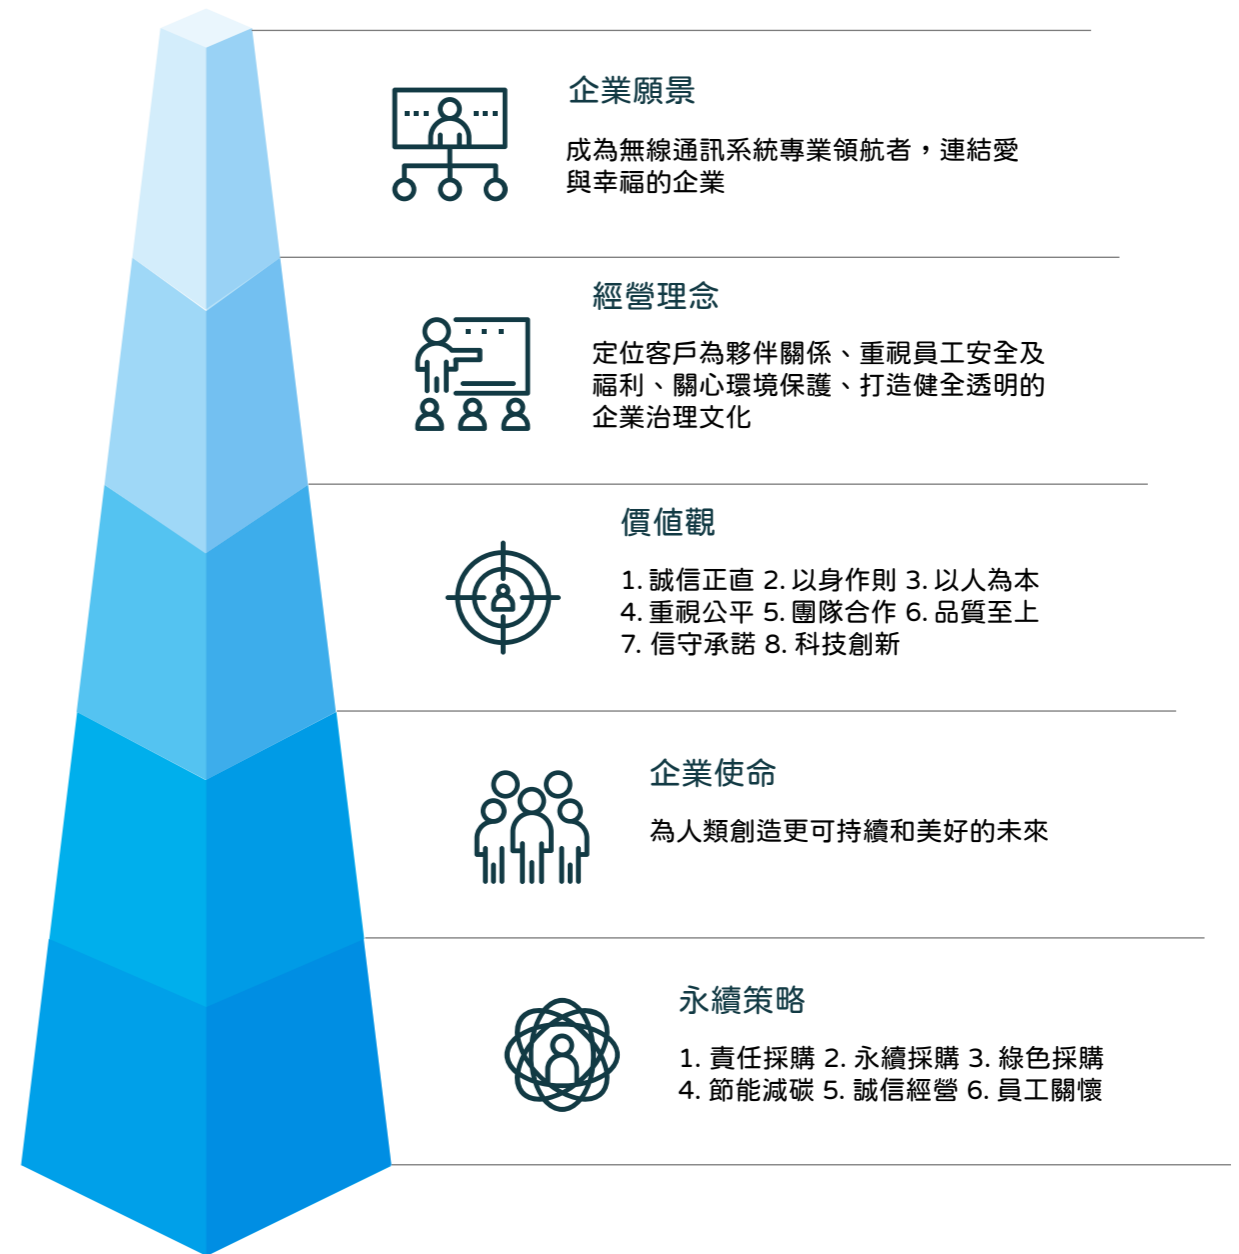 企業願景
成為無線通訊系統專業領航者，連結愛
與幸福的企業
經營理念
定位客戶為夥伴關係、重視員工安全及
福利、關心環境保護、打造健全透明的
企業治理文化
價值觀
1. 誠信正直 2. 以身作則 3. 以人為本
4. 重視公平 5. 團隊合作 6. 品質至上
7. 信守承諾 8. 科技創新
企業使命
為人類創造更可持續和美好的未來
永續策略
1. 責任採購 2. 永續採購 3. 綠色採購
4. 節能減碳 5. 誠信經營 6. 員工關懷